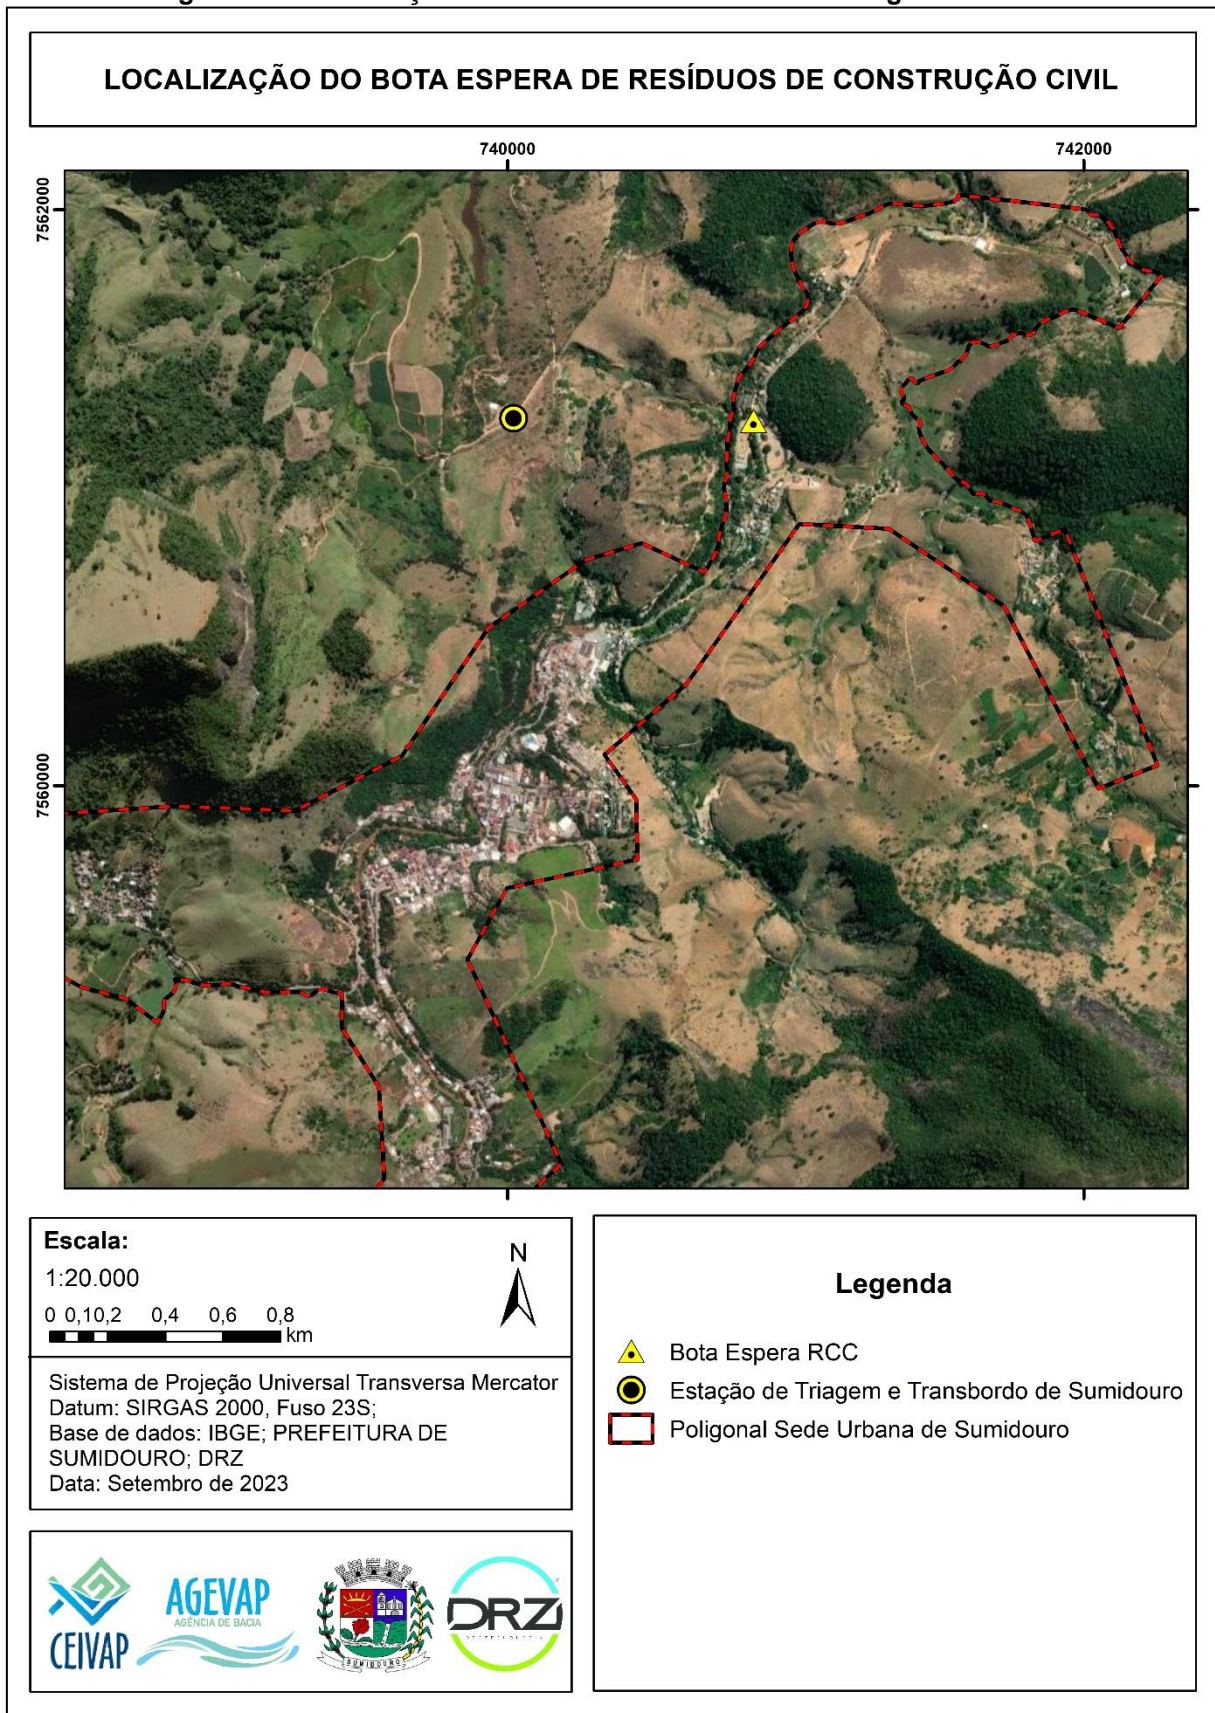 LOCALIZAÇÃO DO BOTA ESPERA DE RESÍDUOS DE CONSTRUÇÃO CIVIL
740000
742000
7562000
7560000
Escala:
1:20.000
0 0,10,2 0,4 0,6 0,8
km
N
Sistema de Projeção Universal Transversa Mercator
Datum: SIRGAS 2000, Fuso 23S;
Base de dados: IBGE; PREFEITURA DE
SUMIDOURO; DRZ
Data: Setembro de 2023
Legenda
Bota Espera RCC
Estação de Triagem e Transbordo de Sumidouro
Poligonal Sede Urbana de Sumidouro
CEIVAP
AGEVAP
AGÊNCIA DE BACIA
SUMIDOURO
DRZ